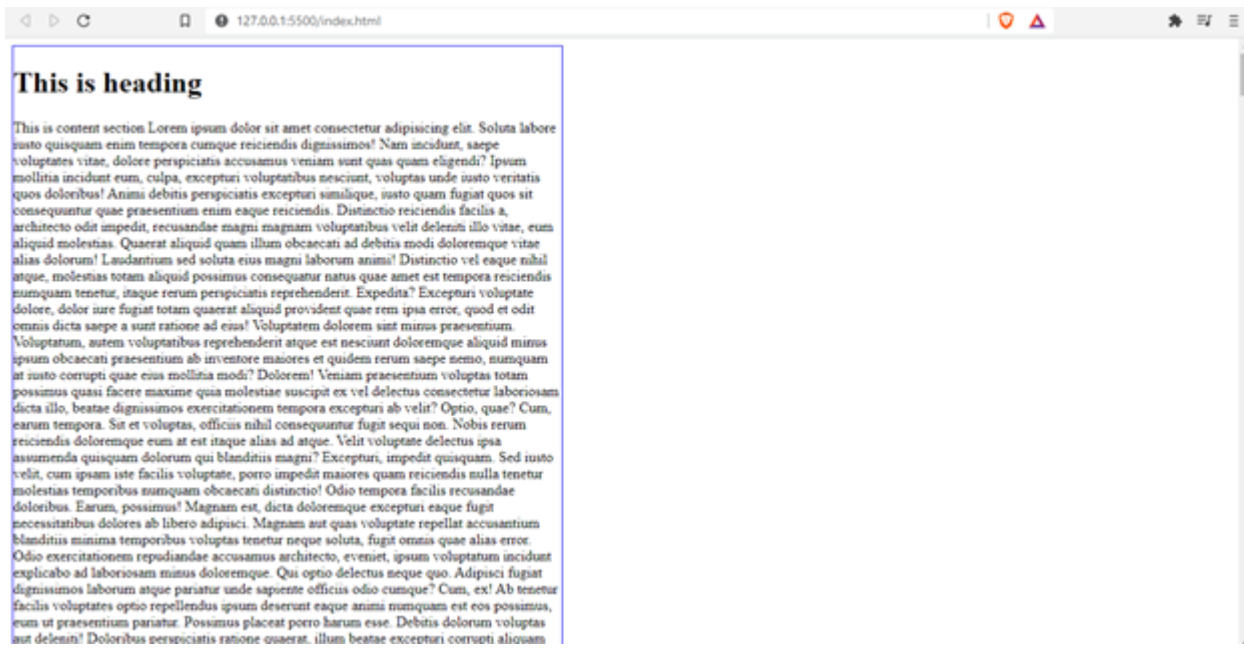 127.0.0.1:5500/index.html
This is heading
This is content section Lorem ipsum dolor sit amet consectetur adipisicing elit. Soluta labore
iusto quisquam enim tempora cumque reiciendis dignissimos! Nam incidunt, saepe
voluptates vitae, dolore perspiciatis accusamus veniam sunt quas quam eligendi? Ipsum
mollitia incidunt eum, culpa, excepturi voluptatibus nesciunt, voluptas unde iusto veritatis
quos doloribus! Animi debitis perspiciatis excepturi similique, iusto quam fugiat quos sit
consequuntur quae praesentium enim eaque reiciendis. Distinctio reiciendis facilis a,
architecto odit impedit, recusandae magni magnam voluptatibus velit deleniti illo vitae, eum
aliquid molestias. Quaerat aliquid quam illum obcaecati ad debitis modi doloremque vitae
alias dolorum! Laudantium sed soluta eius magni laborum animi! Distinctio vel eaque nihil
atque, molestias totam aliquid possimus consequatur natus quae amet est tempora reiciendis
numquam tenetur, itaque rerum perspiciatis reprehenderit. Expedita? Excepturi voluptate
dolore, dolor iure fugiat totam quaerat aliquid provident quae rem ipsa error, quod et odit
omnis dicta saepe a sunt ratione ad eius! Voluptatem dolorem sint minus praesentium.
Voluptatum, autem voluptatibus reprehenderit atque est nesciunt doloremque aliquid minus
ipsum obcaecati praesentium ab inventore maiores et quidem rerum saepe nemo, numquam
at iusto corrupti quae eius mollitia modi? Dolorem! Veniam praesentium voluptas totam
possimus quasi facere maxime quia molestiae suscipit ex vel delectus consectetur laboriosam
dicta illo, beatae dignissimos exercitationem tempora excepturi ab velit? Optio, quae? Cum,
earum tempora. Sit et voluptas, officiis nihil consequuntur fugit sequi non. Nobis rerum
reiciendis doloremque eum at est itaque alias ad atque. Velit voluptate delectus ipsa
assumenda quisquam dolorum qui blanditiis magni? Excepturi, impedit quisquam. Sed iusto
velit, cum ipsam iste facilis voluptate, porro impedit maiores quam reiciendis nulla tenetur
molestias temporibus numquam obcaecati distinctio! Odio tempora facilis recusandae
doloribus. Earum, possimus! Magnam est, dicta doloremque excepturi eaque fugit
necessitatibus dolores ab libero adipisci. Magnam aut quas voluptate repellat accusantium
blanditiis minima temporibus voluptas tenetur neque soluta, fugit omnis quae alias error.
Odio exercitationem repudiandae accusamus architecto, eveniet, ipsum voluptatum incidunt
explicabo ad laboriosam minus doloremque. Qui optio delectus neque quo. Adipisci fugiat
dignissimos laborum atque pariatur unde sapiente officiis odio cumque? Cum, ex! Ab tenetur
facilis voluptates optio repellendus ipsum deserunt eaque animi numquam est eos possimus,
eum ut praesentium pariatur. Possimus placeat porro harum esse. Debitis dolorum voluptas
aut deleniti! Doloribus perspiciatis ratione quaerat, illum beatae excepturi corrupti aliquam